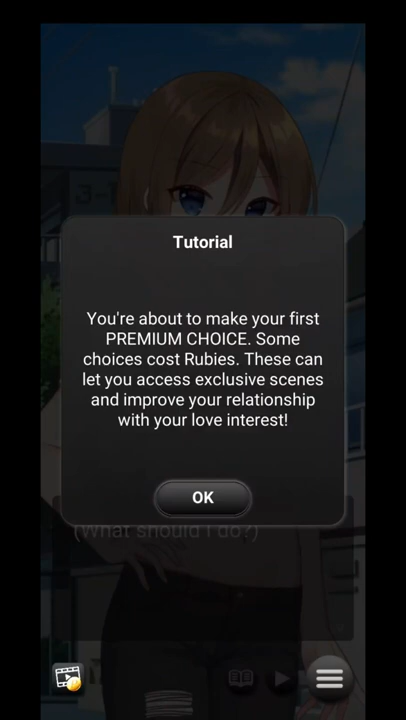 3-
Tutorial
You're about to make your first
PREMIUM CHOICE. Some
choices cost Rubies. These can
let you access exclusive scenes
and improve your relationship
with your love interest!
OK
(What should I do?)